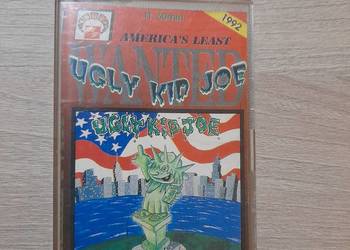 1992
AMERICA'S LEAST
WANTED
UGLY KID JOE
UGLY KID JOE